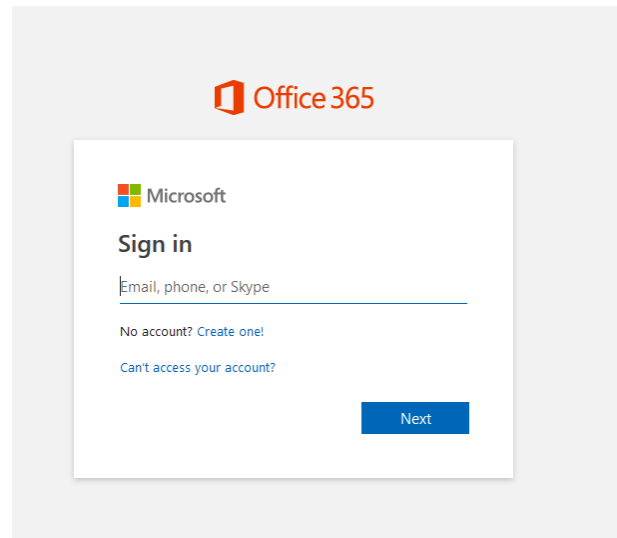 Office 365
Microsoft
Sign in
Email, phone, or Skype
No account? Create one!
Can't access your account?
Next